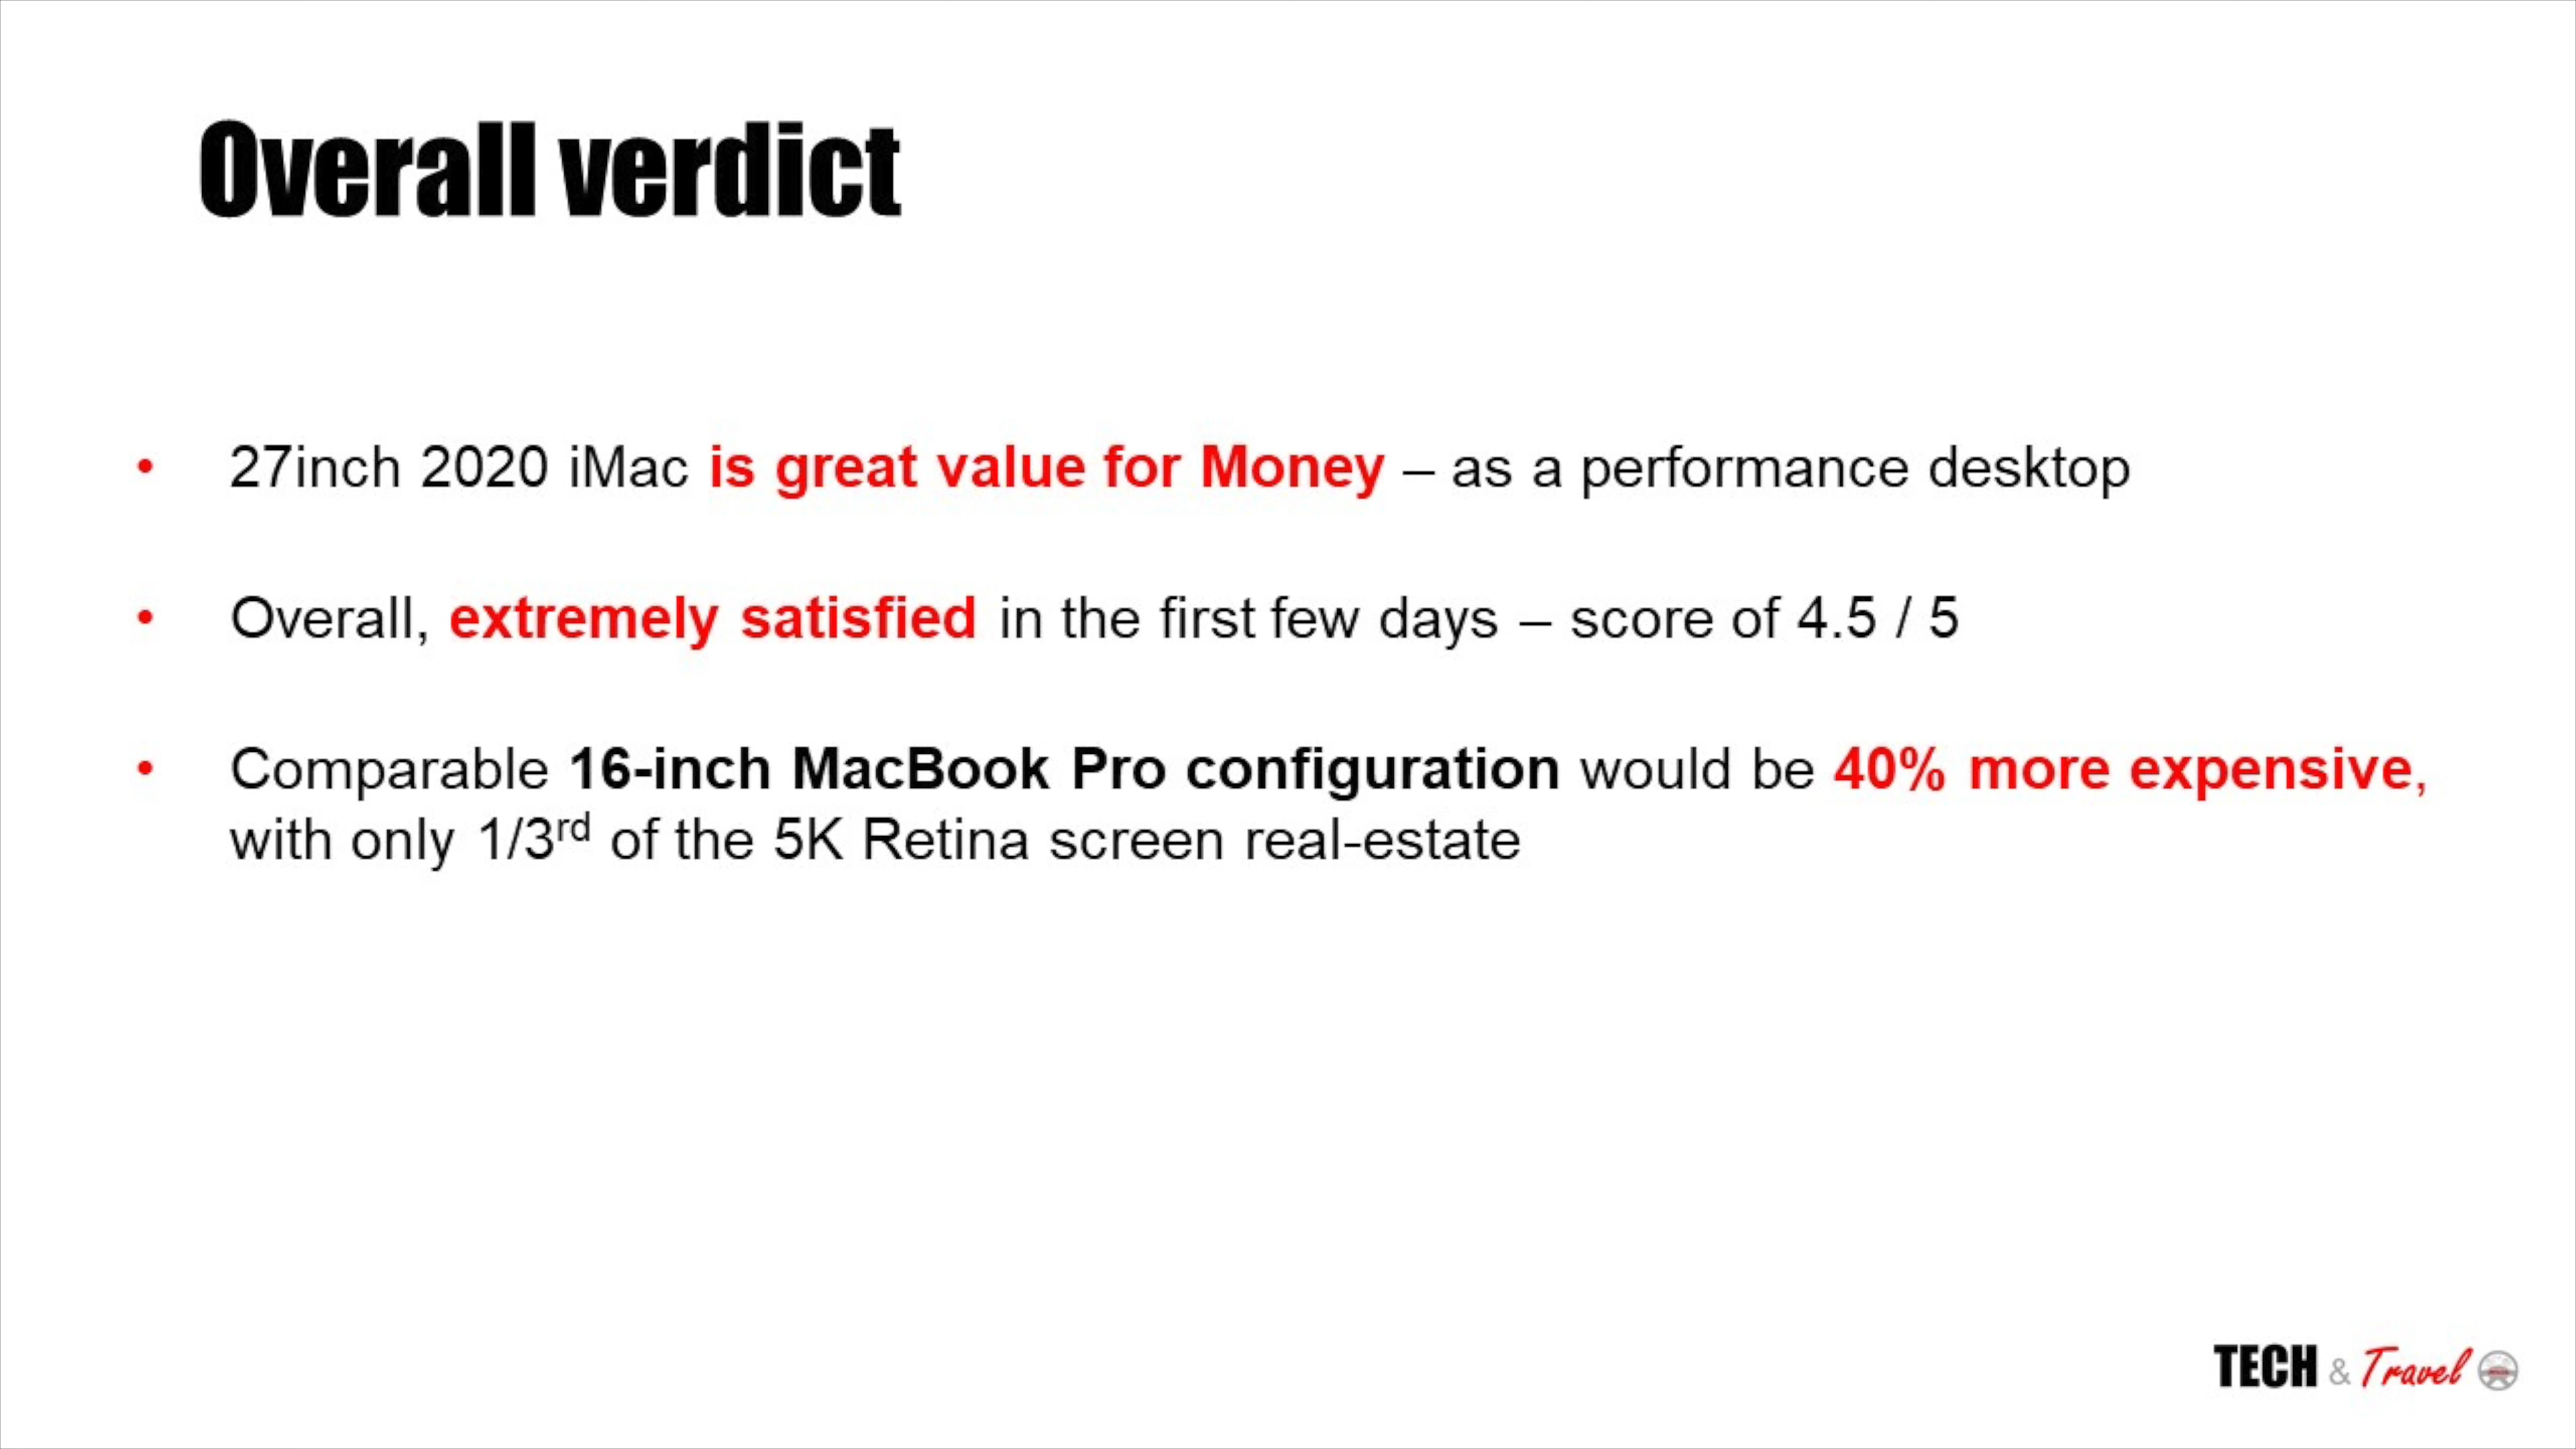 Overall verdict
• 27inch 2020 iMac is great value for Money – as a performance desktop
• Overall, extremely satisfied in the first few days – score of 4.5 / 5
• Comparable 16-inch MacBook Pro configuration would be 40% more expensive,
with only 1/3rd of the 5K Retina screen real-estate
TECH & Travel